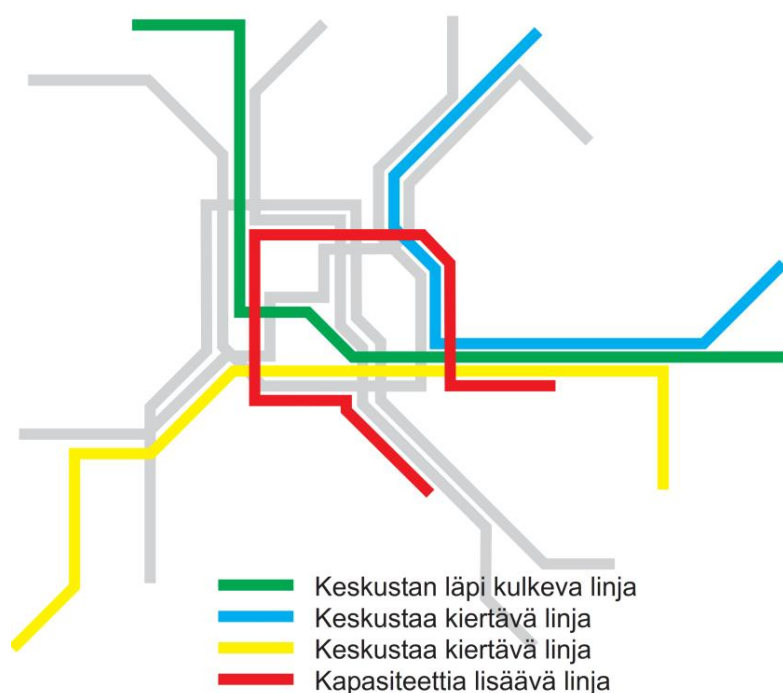 Keskustan läpi kulkeva linja
Keskustaa kiertävä linja
Keskustaa kiertävä linja
Kapasiteettia lisäävä linja